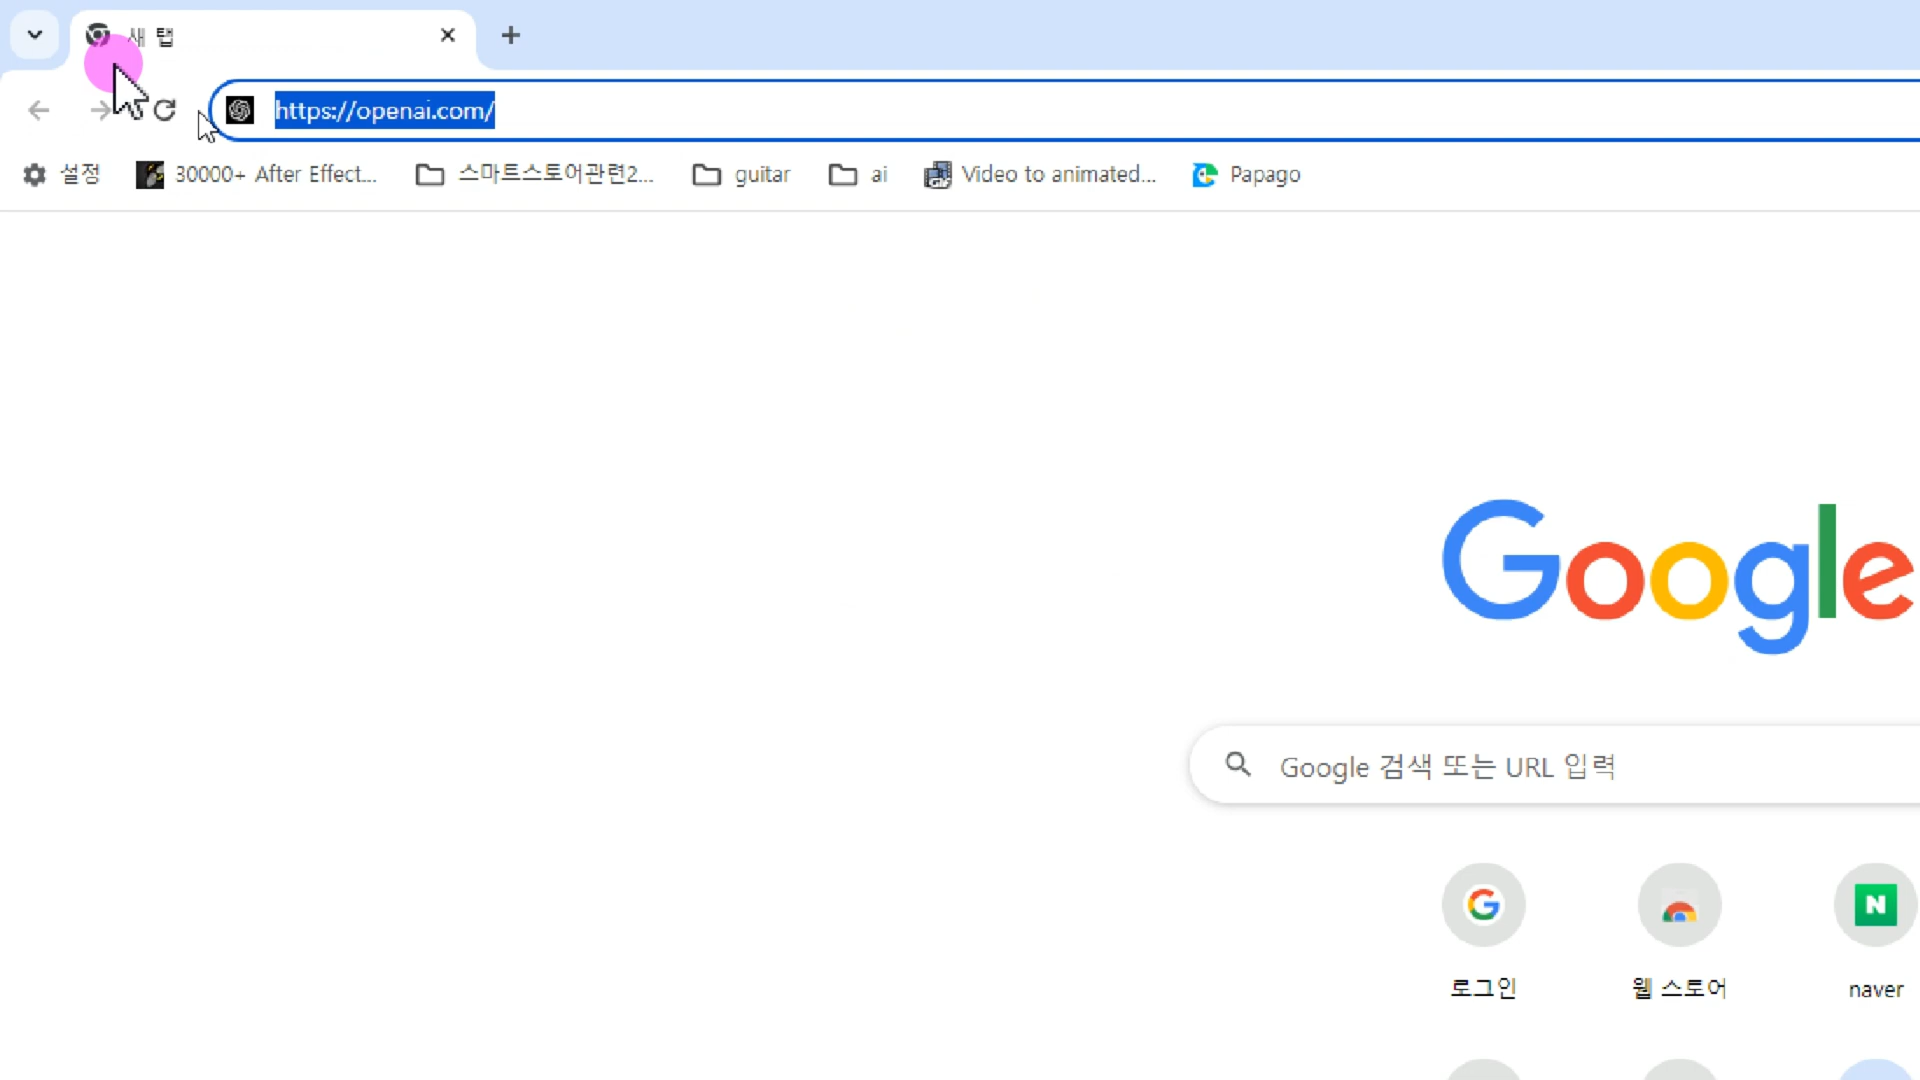 새 탭
https://openai.com/
설정 30000+ After Effect... 스마트스토어관련2... guitar ai Video to animated... Papago
Google
Google 검색 또는 URL 입력
로그인 웹 스토어 naver